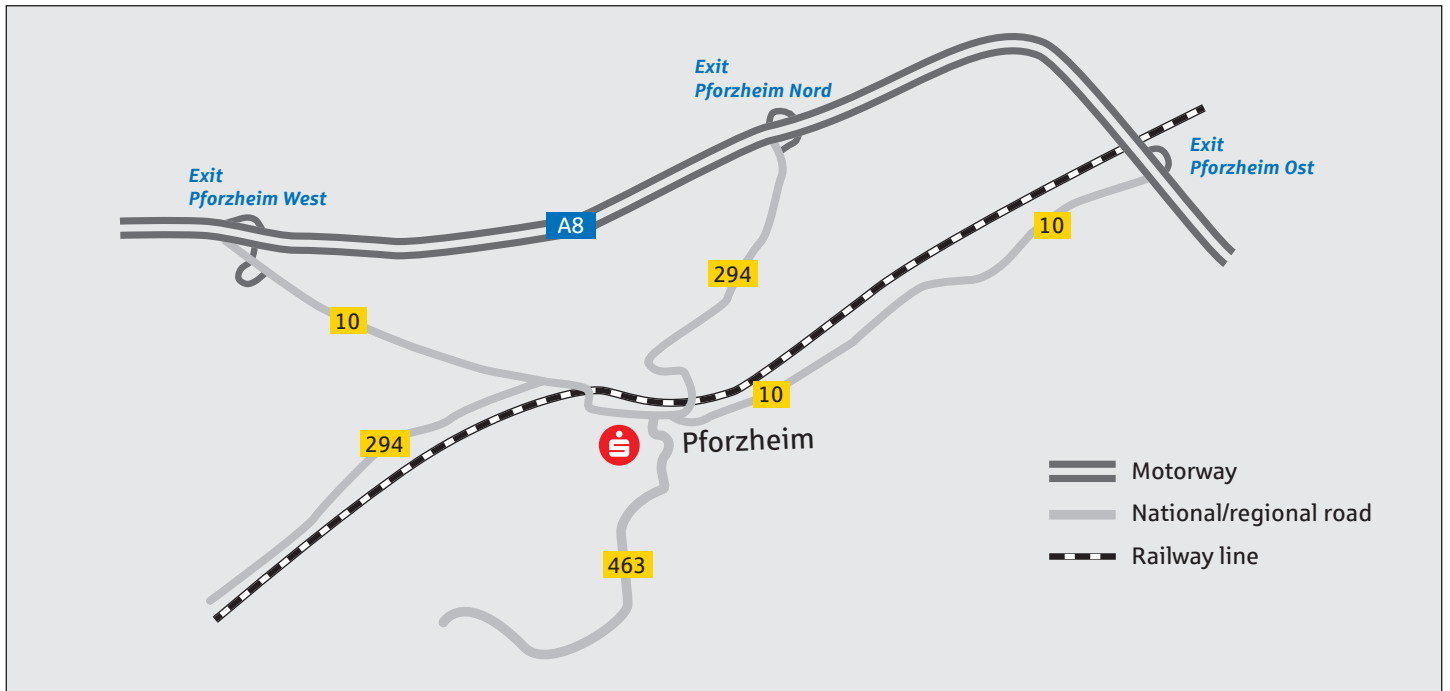 Exit
Pforzheim Nord
Exit
Pforzheim Ost
Exit
Pforzheim West
A8
10
294
10
10
294
Pforzheim
Motorway
National/regional road
Railway line
463